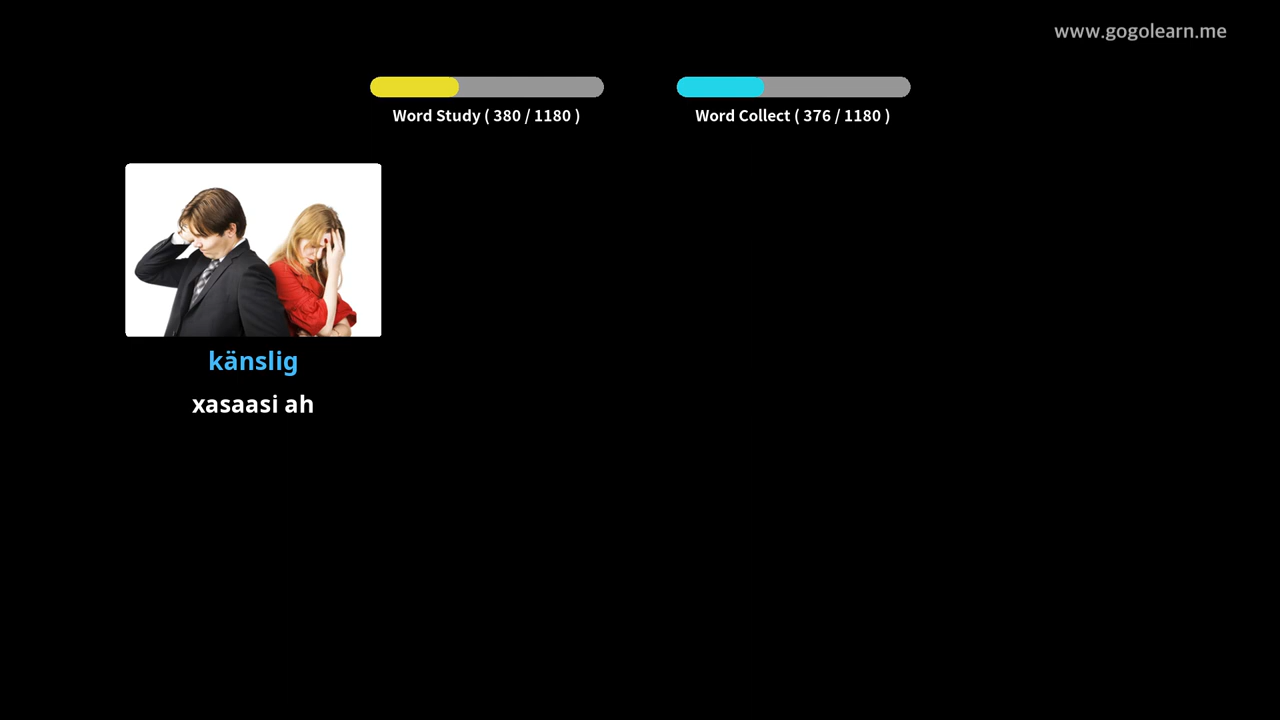 www.gogolearn.me
Word Study ( 380 / 1180 )
Word Collect ( 376 / 1180 )
känslig
xasaasi ah